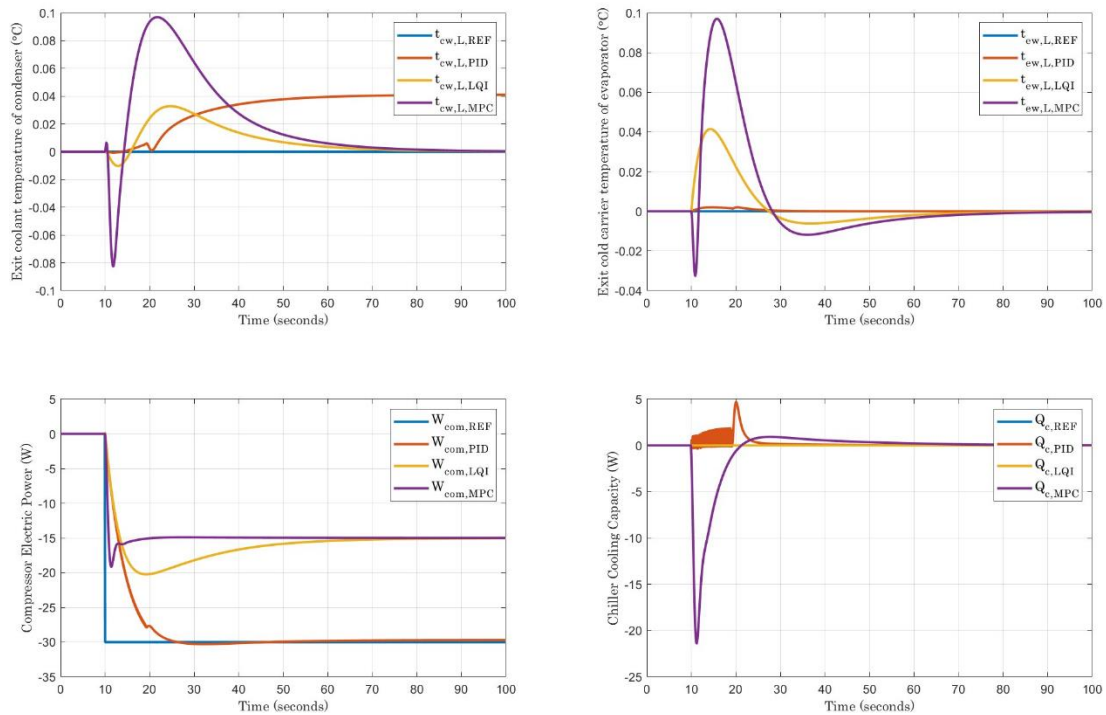 Exit coolant temperature of condenser (°C)
0.1
0.08
0.06
0.04
0.02
0
-0.02
-0.04
-0.06
-0.08
-0.1
t_cw,L,REF
t_cw,L,PID
t_cw,L,LQI
t_cw,L,MPC
0 10 20 30 40 50 60 70 80 90 100
Time (seconds)
Exit cold carrier temperature of evaporator (°C)
0.1
0.08
0.06
0.04
0.02
0
-0.02
-0.04
t_ew,L,REF
t_ew,L,PID
t_ew,L,LQI
t_ew,L,MPC
0 10 20 30 40 50 60 70 80 90 100
Time (seconds)
Compressor Electric Power (W)
5
0
-5
-10
-15
-20
-25
-30
-35
W_com,REF
W_com,PID
W_com,LQI
W_com,MPC
0 10 20 30 40 50 60 70 80 90 100
Time (seconds)
Chiller Cooling Capacity (W)
5
0
-5
-10
-15
-20
-25
Q_c,REF
Q_c,PID
Q_c,LQI
Q_c,MPC
0 10 20 30 40 50 60 70 80 90 100
Time (seconds)